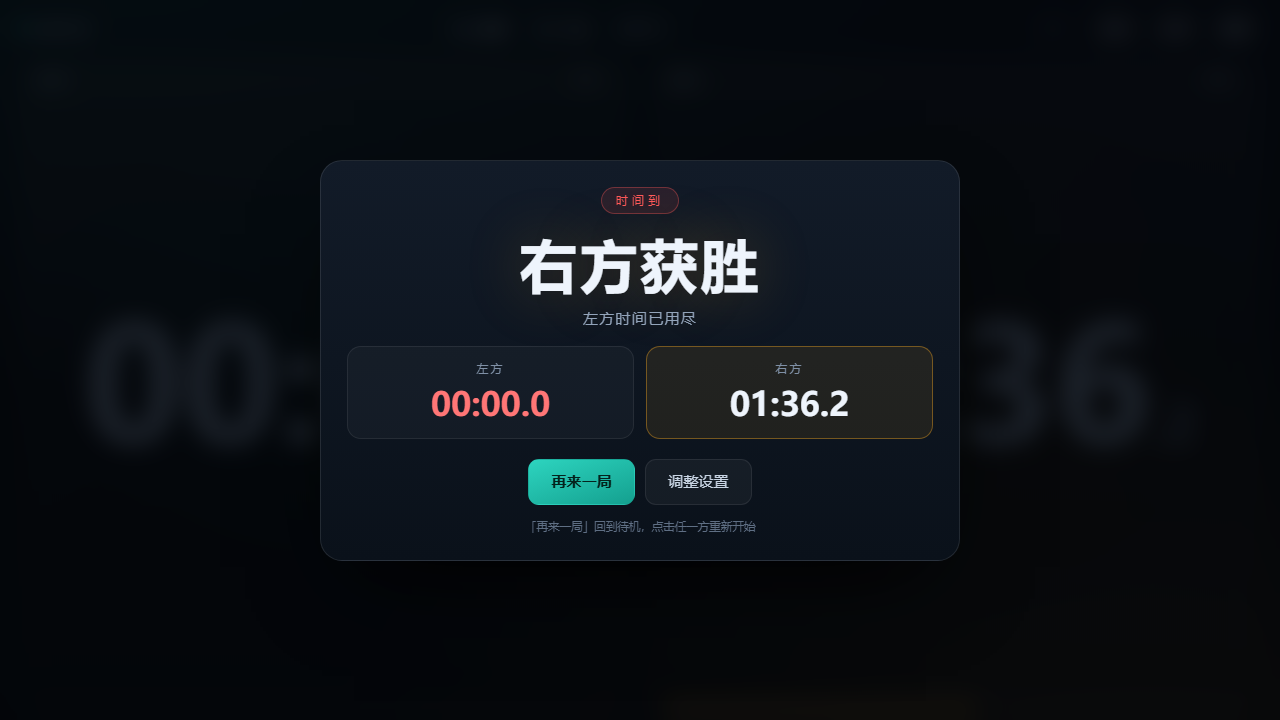 时间到
右方获胜
左方时间已用尽
左方
00:00.0
右方
01:36.2
再来一局
调整设置
「再来一局」回到待机，点击任一方重新开始